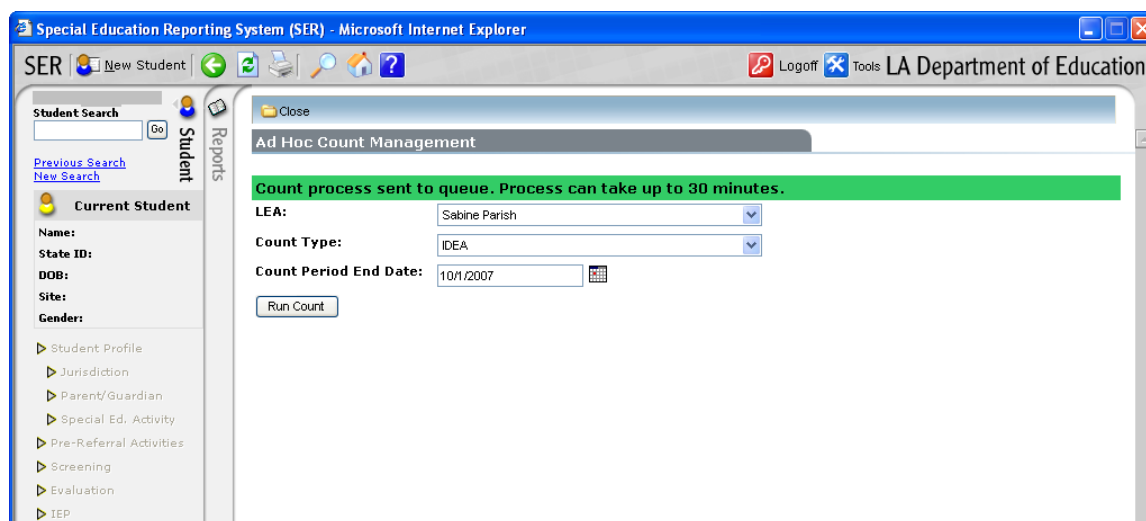 Special Education Reporting System (SER) - Microsoft Internet Explorer
SER New Student ? Logoff Tools LA Department of Education
Student Search
Go
Previous Search
New Search
Student
Reports
Current Student
Name:
State ID:
DOB:
Site:
Gender:
Student Profile
Jurisdiction
Parent/Guardian
Special Ed. Activity
Pre-Referral Activities
Screening
Evaluation
IEP
Close
Ad Hoc Count Management
Count process sent to queue. Process can take up to 30 minutes.
LEA: Sabine Parish
Count Type: IDEA
Count Period End Date: 10/1/2007
Run Count